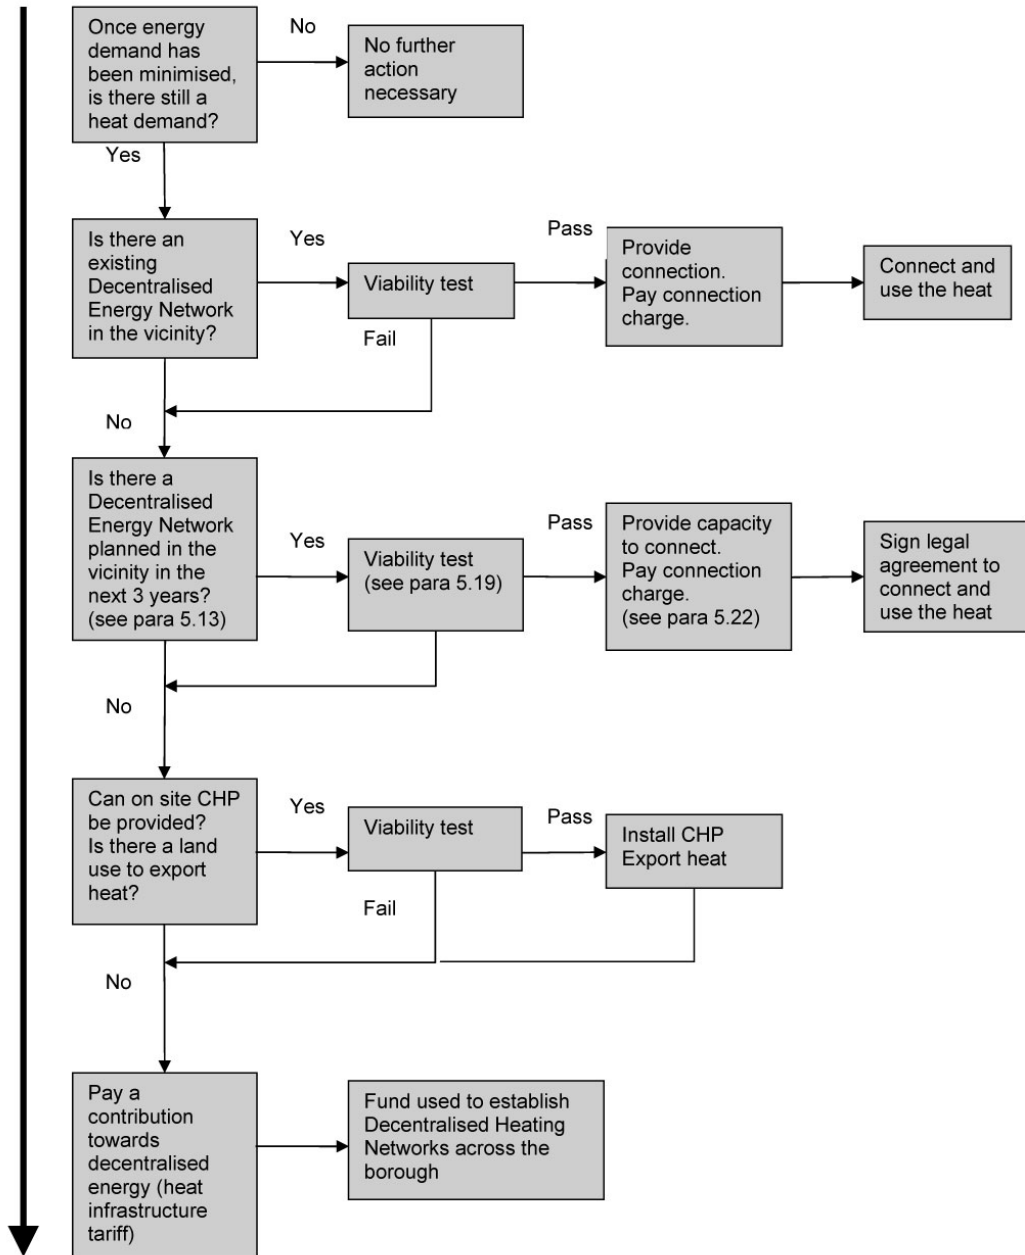 Once energy
demand has
been minimised,
is there still a
heat demand?
No
No further
action
necessary
Yes
Is there an
existing
Decentralised
Energy Network
in the vicinity?
Yes
Viability test
Pass
Provide
connection.
Pay connection
charge.
Connect and
use the heat
Fail
No
Is there a
Decentralised
Energy Network
planned in the
vicinity in the
next 3 years?
(see para 5.13)
Yes
Viability test
(see para 5.19)
Pass
Provide capacity
to connect.
Pay connection
charge.
(see para 5.22)
Sign legal
agreement to
connect and
use the heat
No
Can on site CHP
be provided?
Is there a land
use to export
heat?
Yes
Viability test
Pass
Install CHP
Export heat
Fail
No
Pay a
contribution
towards
decentralised
energy (heat
infrastructure
tariff)
Fund used to establish
Decentralised Heating
Networks across the
borough